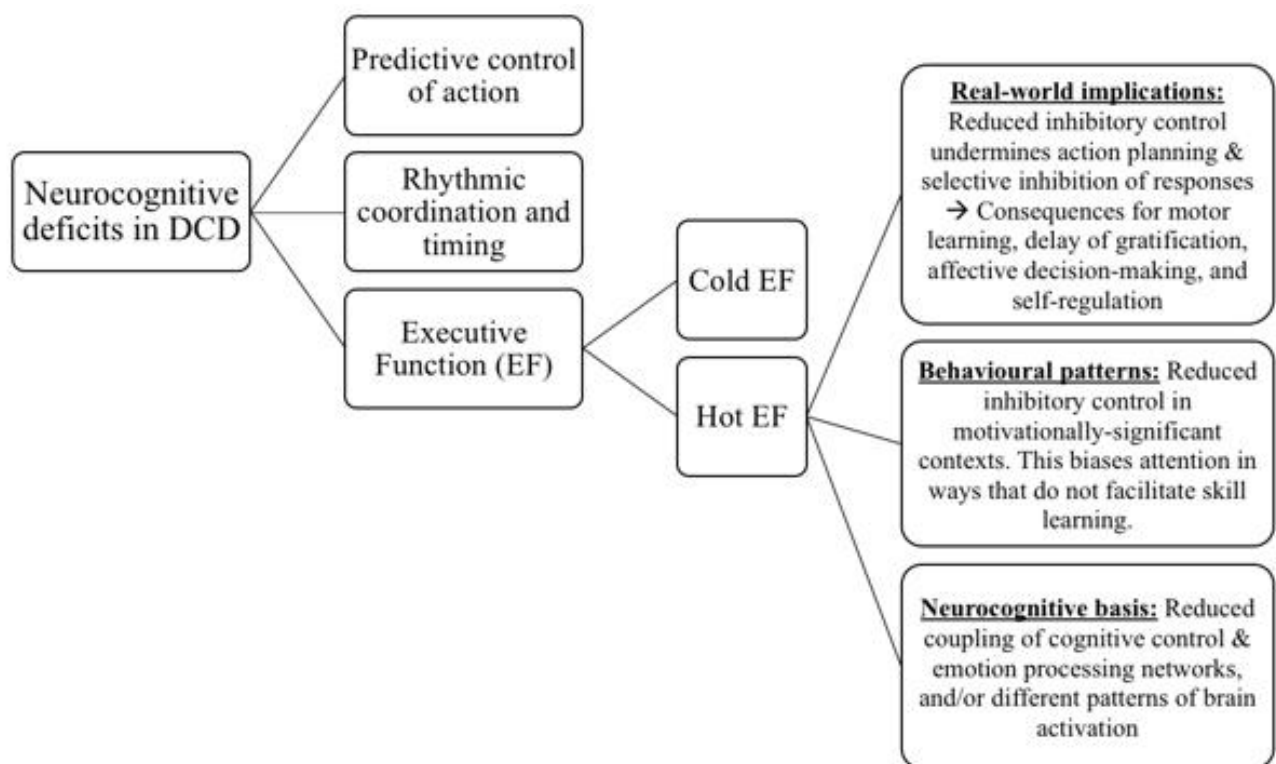 Neurocognitive
deficits in DCD
Predictive control
of action
Rhythmic
coordination and
timing
Executive
Function (EF)
Cold EF
Hot EF
Real-world implications:
Reduced inhibitory control
undermines action planning &
selective inhibition of responses
→ Consequences for motor
learning, delay of gratification,
affective decision-making, and
self-regulation
Behavioural patterns: Reduced
inhibitory control in
motivationally-significant
contexts. This biases attention in
ways that do not facilitate skill
learning.
Neurocognitive basis: Reduced
coupling of cognitive control &
emotion processing networks,
and/or different patterns of brain
activation